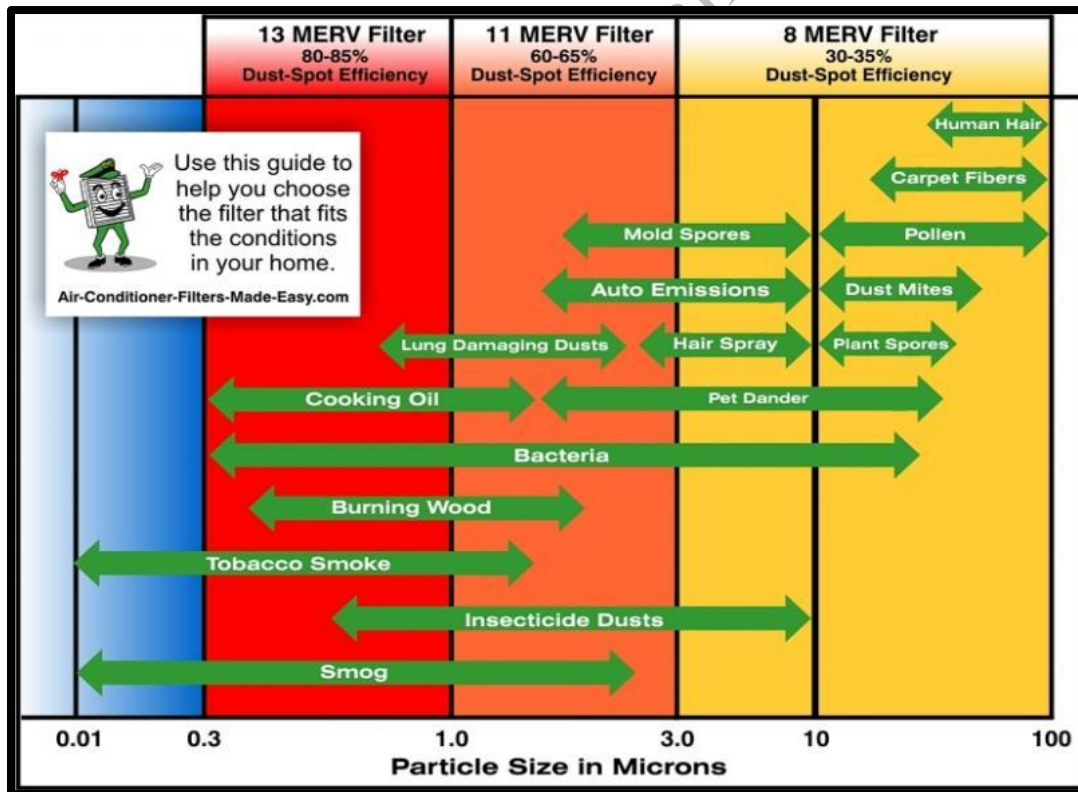 13 MERV Filter
80-85%
Dust-Spot Efficiency
11 MERV Filter
60-65%
Dust-Spot Efficiency
8 MERV Filter
30-35%
Dust-Spot Efficiency
Use this guide to
help you choose
the filter that fits
the conditions
in your home.
Air-Conditioner-Filters-Made-Easy.com
Human Hair
Carpet Fibers
Mold Spores
Pollen
Auto Emissions
Dust Mites
Lung Damaging Dusts
Hair Spray
Plant Spores
Cooking Oil
Pet Dander
Bacteria
Burning Wood
Tobacco Smoke
Insecticide Dusts
Smog
0.01 0.3 1.0 3.0 10 100
Particle Size in Microns